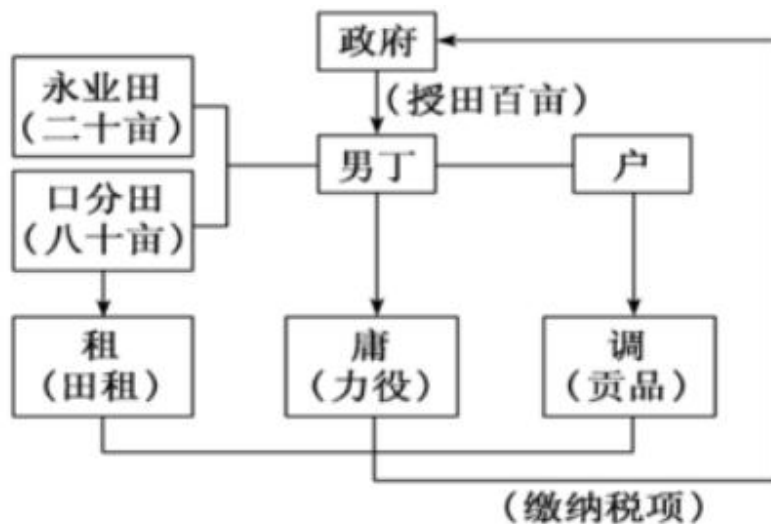 政府
（授田百亩）
永业田
（二十亩）
男丁
户
口分田
（八十亩）
租
（田租）
庸
（力役）
调
（贡品）
（缴纳税项）